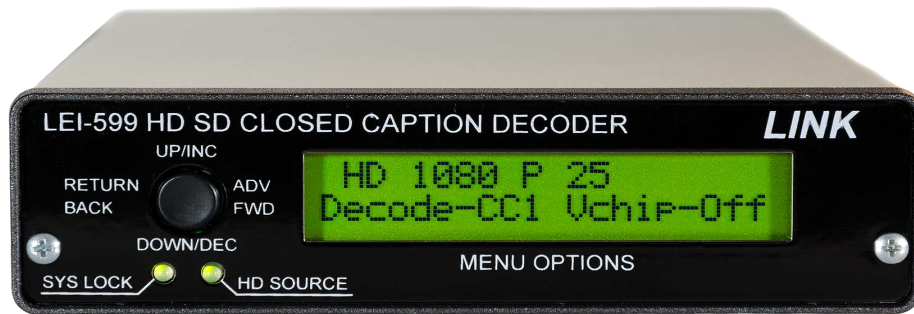 LEI-599 HD SD CLOSED CAPTION DECODER
LINK
UP/INC
RETURN BACK
ADV FWD
DOWN/DEC
SYS LOCK
HD SOURCE
HD 1080 P 25
Decode-CC1 Vchip-Off
MENU OPTIONS